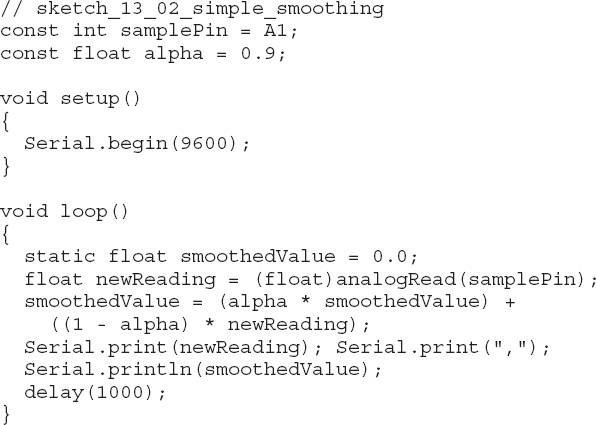 // sketch_13_02_simple_smoothing
const int samplePin = A1;
const float alpha = 0.9;

void setup()
{
  Serial.begin(9600);
}

void loop()
{
  static float smoothedValue = 0.0;
  float newReading = (float)analogRead(samplePin);
  smoothedValue = (alpha * smoothedValue) +
    ((1 - alpha) * newReading);
  Serial.print(newReading); Serial.print(",");
  Serial.println(smoothedValue);
  delay(1000);
}